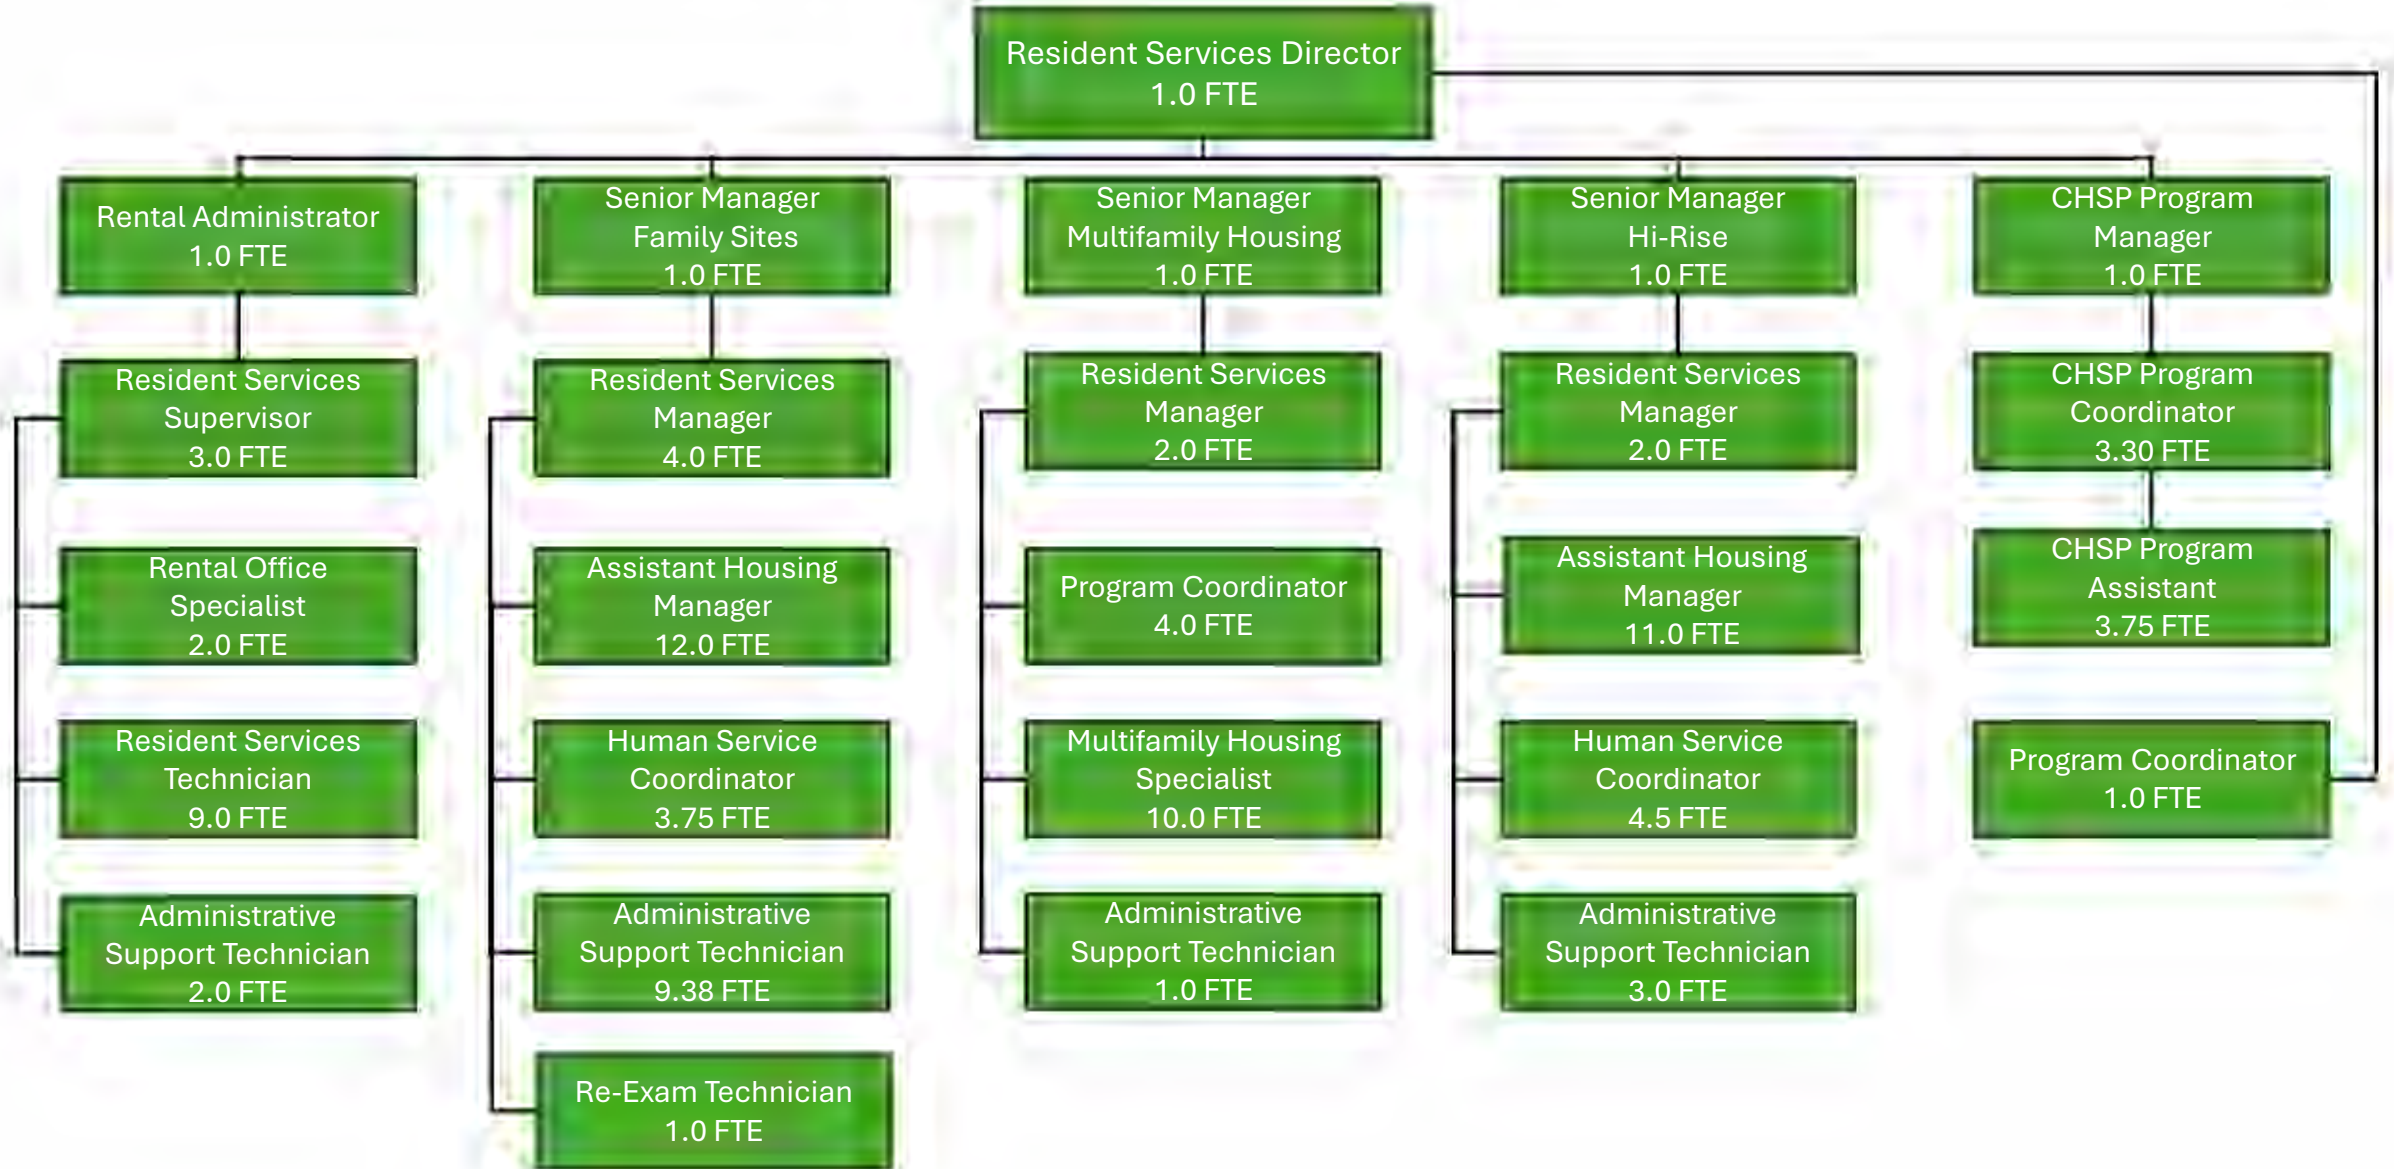 Resident Services Director
1.0 FTE
Rental Administrator
1.0 FTE
Senior Manager
Family Sites
1.0 FTE
Senior Manager
Multifamily Housing
1.0 FTE
Senior Manager
Hi-Rise
1.0 FTE
CHSP Program
Manager
1.0 FTE
Resident Services
Supervisor
3.0 FTE
Resident Services
Manager
4.0 FTE
Resident Services
Manager
2.0 FTE
Resident Services
Manager
2.0 FTE
CHSP Program
Coordinator
3.30 FTE
Rental Office
Specialist
2.0 FTE
Assistant Housing
Manager
12.0 FTE
Program Coordinator
4.0 FTE
Assistant Housing
Manager
11.0 FTE
CHSP Program
Assistant
3.75 FTE
Resident Services
Technician
9.0 FTE
Human Service
Coordinator
3.75 FTE
Multifamily Housing
Specialist
10.0 FTE
Human Service
Coordinator
4.5 FTE
Program Coordinator
1.0 FTE
Administrative
Support Technician
2.0 FTE
Administrative
Support Technician
9.38 FTE
Administrative
Support Technician
1.0 FTE
Administrative
Support Technician
3.0 FTE
Re-Exam Technician
1.0 FTE